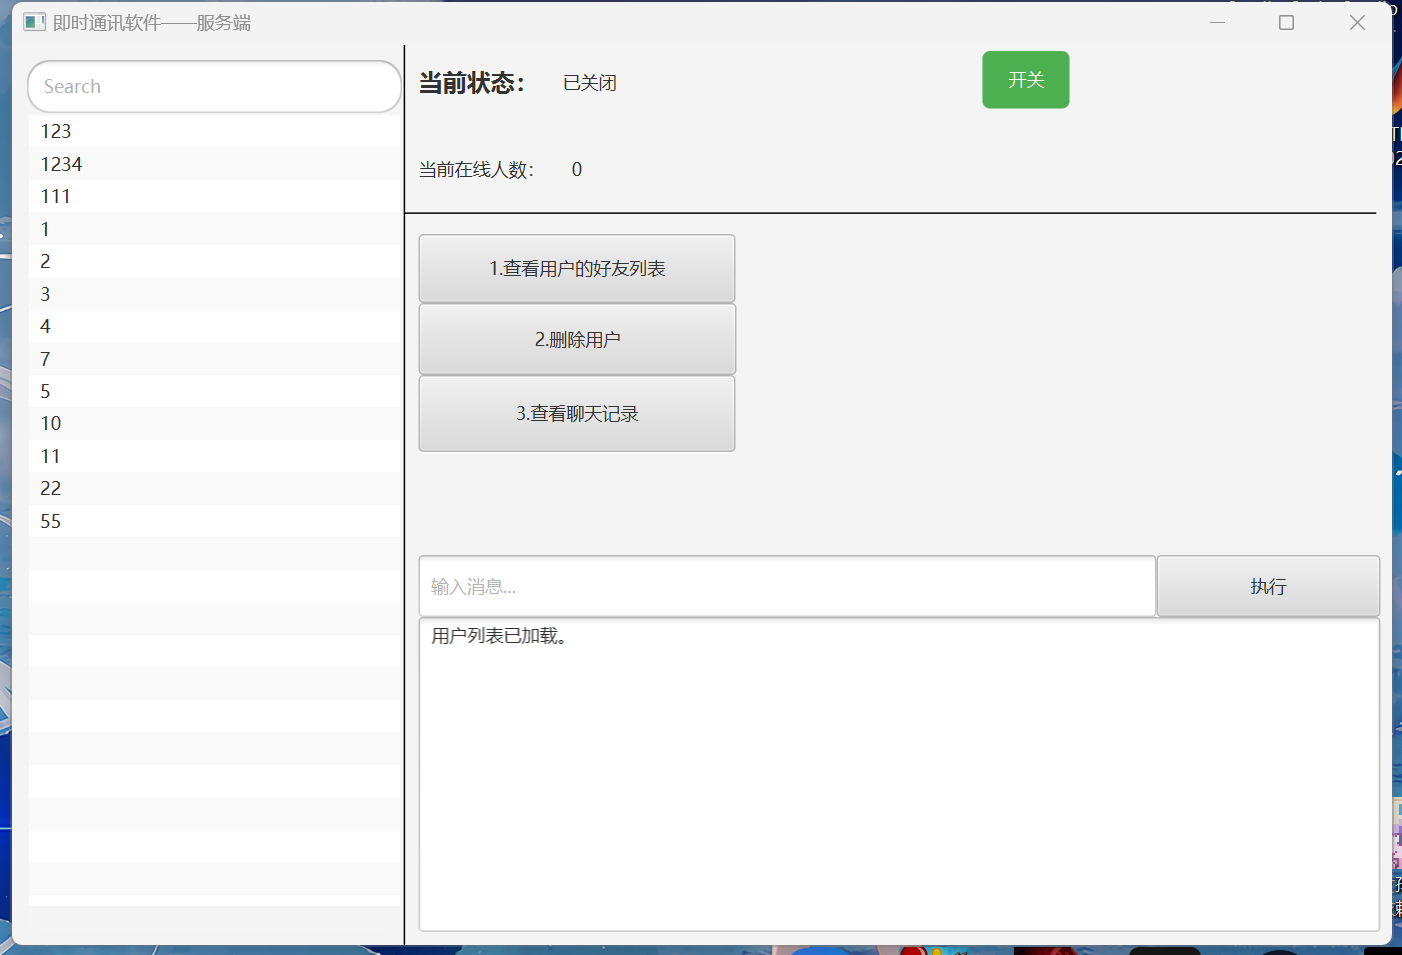 即时通讯软件——服务端
Search
123
1234
111
1
2
3
4
7
5
10
11
22
55
当前状态：
已关闭
开关
当前在线人数：
0
1.查看用户的好友列表
2.删除用户
3.查看聊天记录
输入消息...
执行
用户列表已加载。